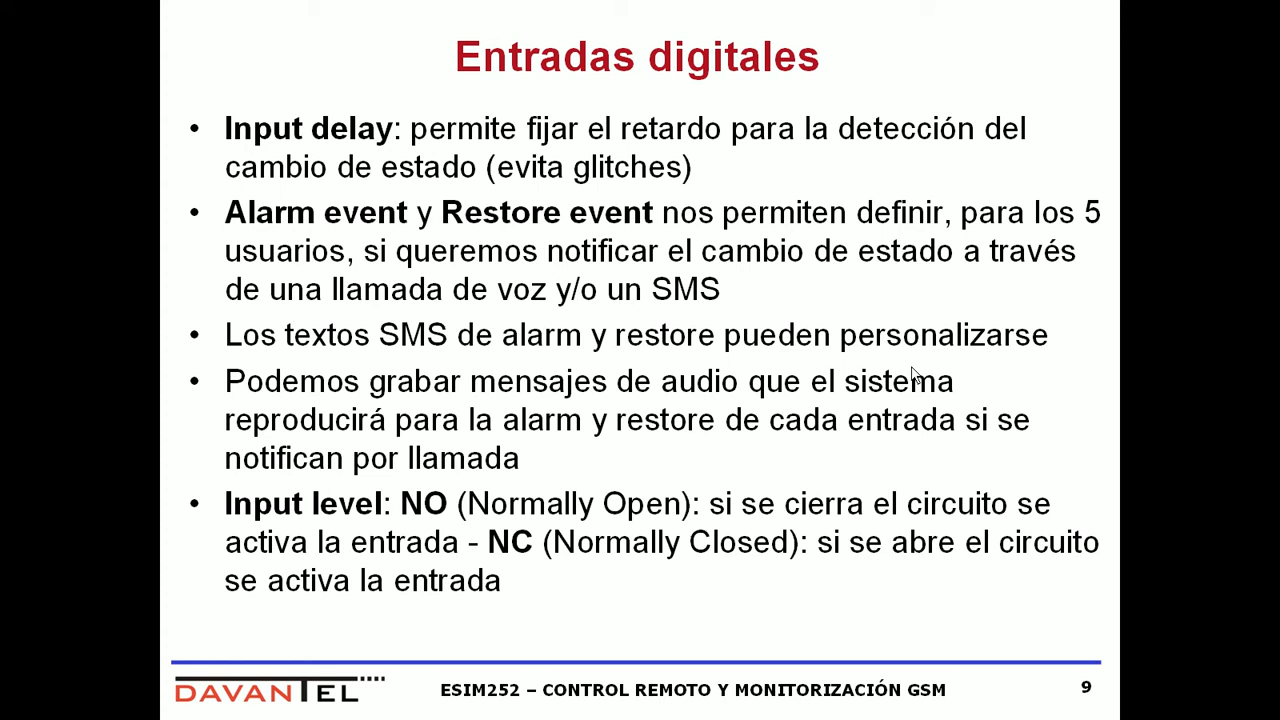 Entradas digitales
• Input delay: permite fijar el retardo para la detección del
cambio de estado (evita glitches)
• Alarm event y Restore event nos permiten definir, para los 5
usuarios, si queremos notificar el cambio de estado a través
de una llamada de voz y/o un SMS
• Los textos SMS de alarm y restore pueden personalizarse
• Podemos grabar mensajes de audio que el sistema
reproducirá para la alarm y restore de cada entrada si se
notifican por llamada
• Input level: NO (Normally Open): si se cierra el circuito se
activa la entrada - NC (Normally Closed): si se abre el circuito
se activa la entrada
DAVANTEL
ESIM252 – CONTROL REMOTO Y MONITORIZACIÓN GSM
9